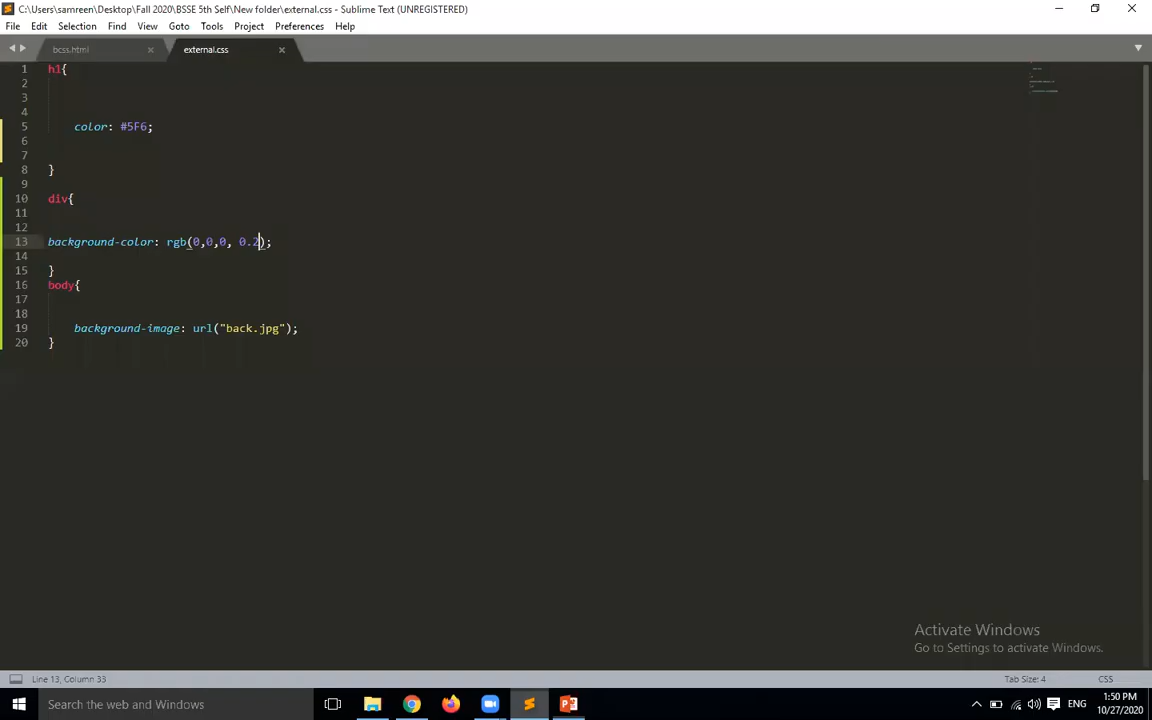 C:\Users\samreen\Desktop\Fall 2020\BSSE 5th Self\New folder\external.css - Sublime Text (UNREGISTERED)
File Edit Selection Find View Goto Tools Project Preferences Help
bcss.html external.css
1 h1{
2
3
4
5 color: #5F6;
6
7
8 }
9
10 div{
11
12
13 background-color: rgb(0,0,0, 0.2);
14
15 }
16 body{
17
18
19 background-image: url("back.jpg");
20 }
Activate Windows
Go to Settings to activate Windows.
Line 13, Column 33 Tab Size: 4 CSS
Search the web and Windows
ENG
1:50 PM
10/27/2020